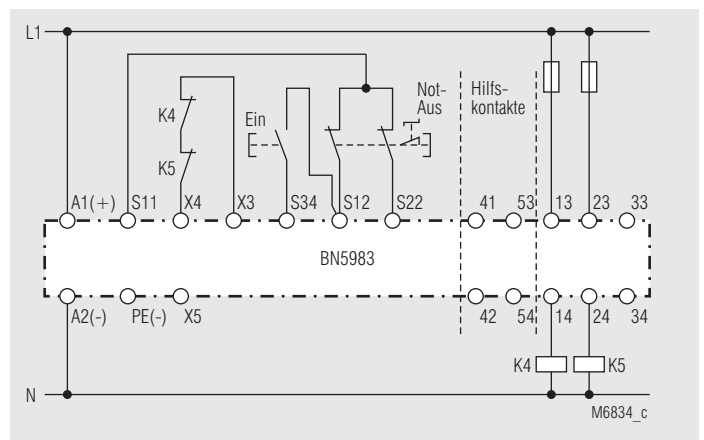 L1
Not-
Aus
Hilfs-
kontakte
K4
Ein
K5
A1(+) S11 X4 X3 S34 S12 S22 41 53 13 23 33
BN5983
A2(-) PE(-) X5 42 54 14 24 34
K4 K5
N
M6834_c